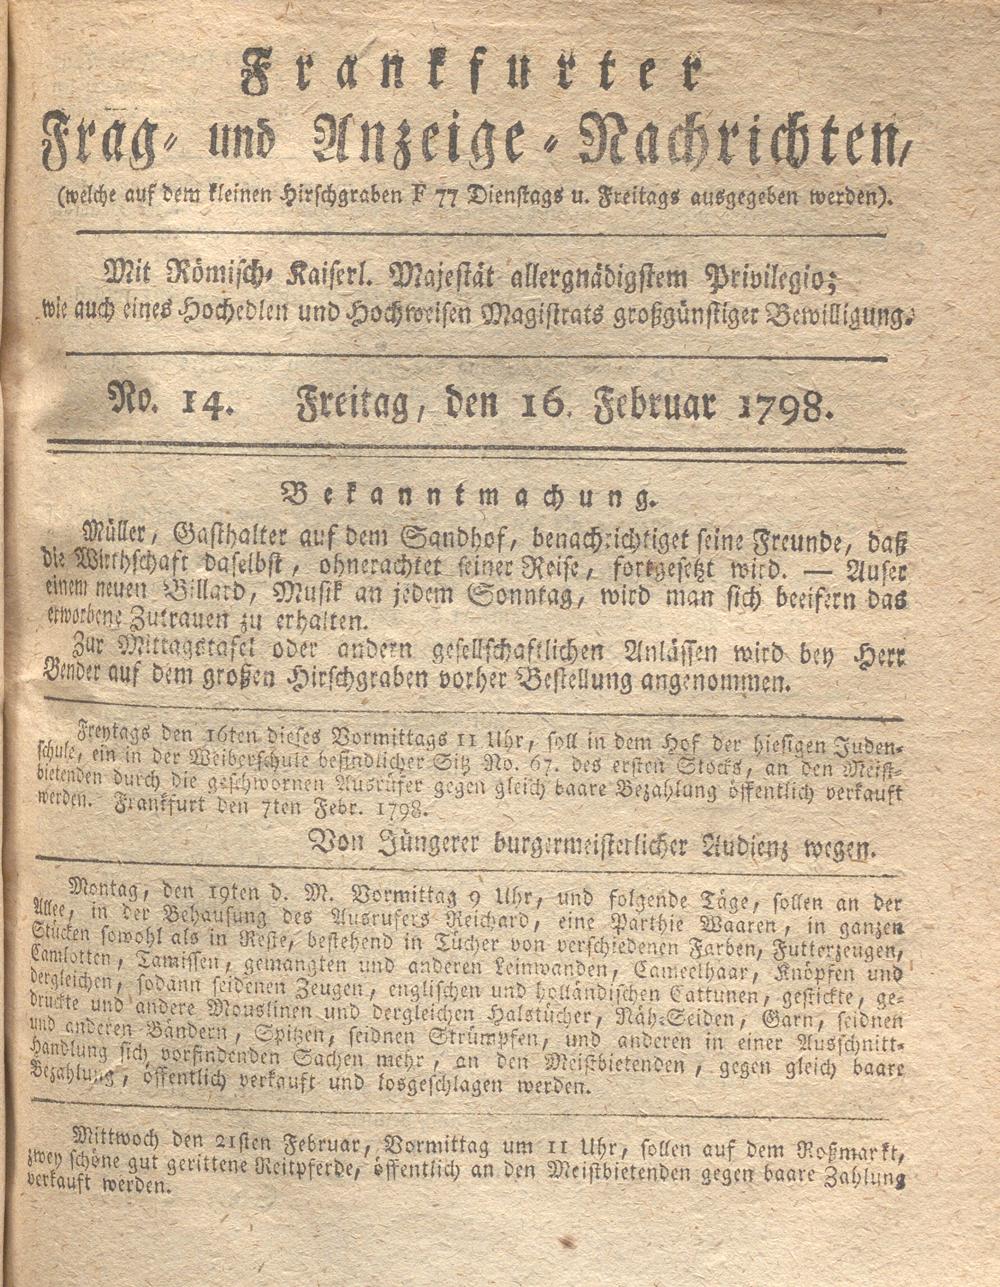 Frankfurter
Frag- und Anzeige-Nachrichten,
(welche auf dem kleinen Hirschgraben F 77 Dienstags u. Freitags ausgegeben werden).
Mit Römisch-Kaiserl. Majestät allergnädigstem Privilegio;
wie auch eines Hochedlen und Hochweisen Magistrats großgünstiger Bewilligung.
No. 14. Freitag, den 16. Februar 1798.
Bekanntmachung.
Müller, Gasthalter auf dem Sandhof, benachrichtiget seine Freunde, daß
die Wirthschaft daselbst, ohnerachtet seiner Reise, fortgesetzt wird. — Auser
einem neuen Billard, Musik an jedem Sonntag, wird man sich beeifern das
erworbene Zutrauen zu erhalten.
Zur Mittagstafel oder andern gesellschaftlichen Anlässen wird bey Herr
Bender auf dem großen Hirschgraben vorher Bestellung angenommen.
Freytags den 16ten dieses Vormittags 11 Uhr, soll in dem Hof der hiesigen Juden-
schule, ein in der Weiberschule befindlicher Sitz No. 67. des ersten Stocks, an den Meist-
bietenden durch die geschwornen Ausrüfer gegen gleich baare Bezahlung öffentlich verkauft
werden. Frankfurt den 7ten Febr. 1798.
Von Jüngerer burgermeisterlicher Audienz wegen.
Montag, den 19ten d. M. Vormittag 9 Uhr, und folgende Täge, sollen an der
Allee, in der Behausung des Ausrufers Reichard, eine Parthie Waaren, in ganzen
Stücken sowohl als in Reste, bestehend in Tücher von verschiedenen Farben, Futterzeugen,
Camlotten, Tamissen, gemangten und anderen Leinwanden, Cameelhaar, Knöpfen und
dergleichen, sodann seidenen Zeugen, englischen und holländischen Cattunen, gestickte, ge-
druckte und andere Mouslinen und dergleichen Halstücher, Näh-Seiden, Garn, seidnen
und anderen Bändern, Spitzen, seidnen Strümpfen, und anderen in einer Ausschnitt-
Handlung sich vorfindenden Sachen mehr, an den Meistbietenden, gegen gleich baare
Bezahlung, öffentlich verkauft und losgeschlagen werden.
Mittwoch den 21sten Februar, Vormittag um 11 Uhr, sollen auf dem Roßmarkt,
zwey schöne gut gerittene Reitpferde, öffentlich an den Meistbietenden gegen baare Zahlung
verkauft werden.